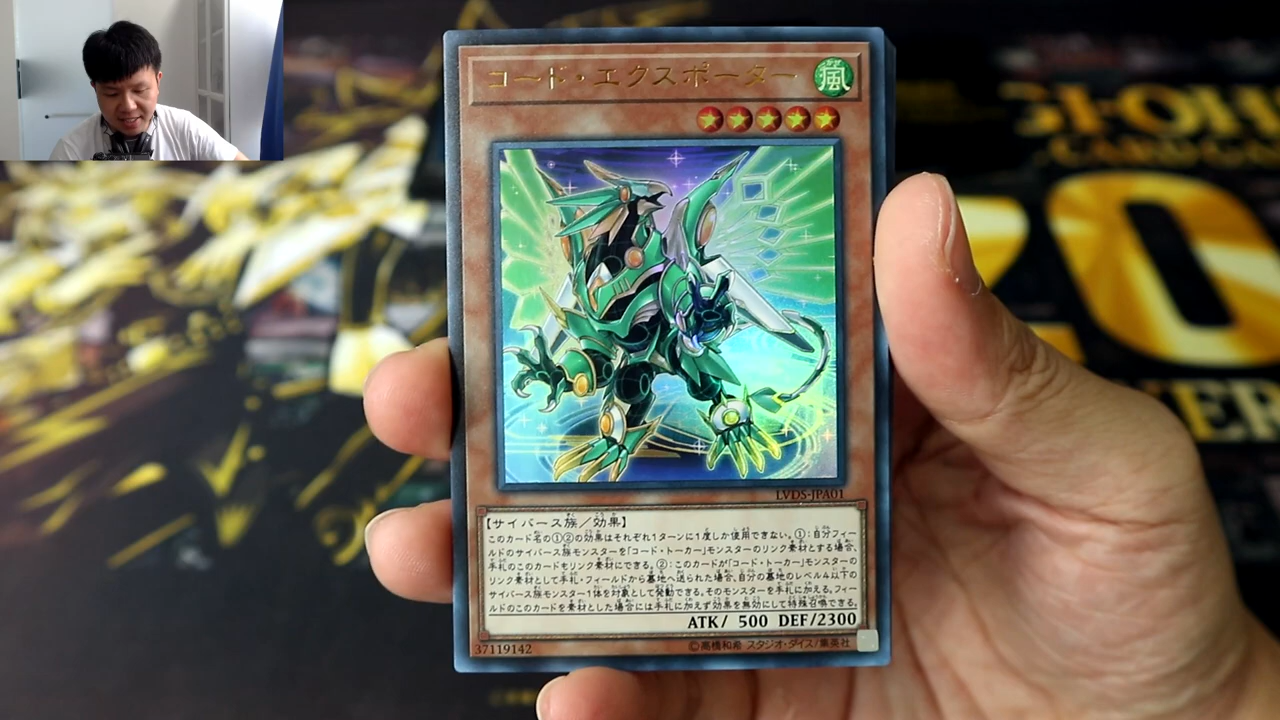 コード・エクスポーター 風
LVDS-JPA01
【サイバース族／効果】
このカード名の①②の効果はそれぞれ1ターンに1度しか使用できない。①：自分フィー
ルドのサイバース族モンスターを「コード・トーカー」モンスターのリンク素材とする場合、
手札のこのカードもリンク素材にできる。②：このカードが「コード・トーカー」モンスターの
リンク素材として手札・フィールドから墓地へ送られた場合、自分の墓地のレベル4以下の
サイバース族モンスター1体を対象として発動できる。そのモンスターを手札に加える。フィー
ルドのこのカードを素材とした場合には手札に加えず効果を無効にして特殊召喚できる。
ATK/ 500 DEF/2300
37119142 ©高橋和希 スタジオ・ダイス/集英社
GI-OH
CARD GA
20
VER